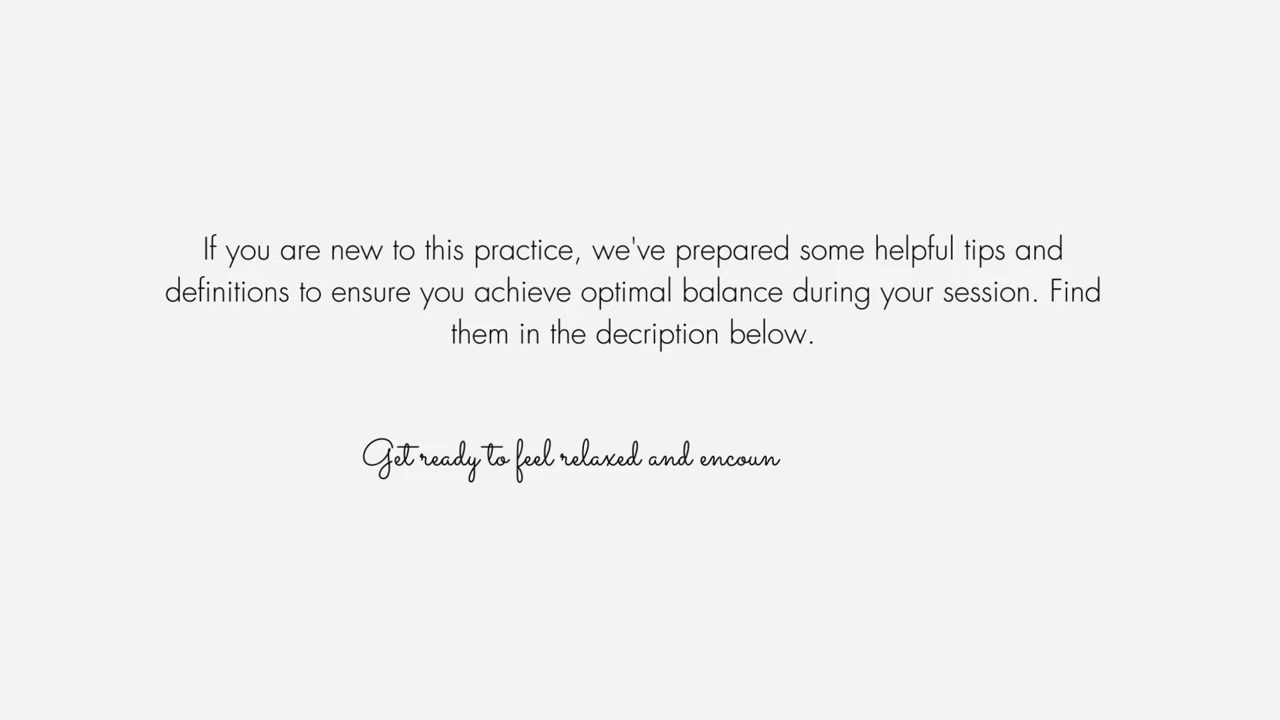 If you are new to this practice, we've prepared some helpful tips and
definitions to ensure you achieve optimal balance during your session. Find
them in the decription below.
Get ready to feel relaxed and encoun